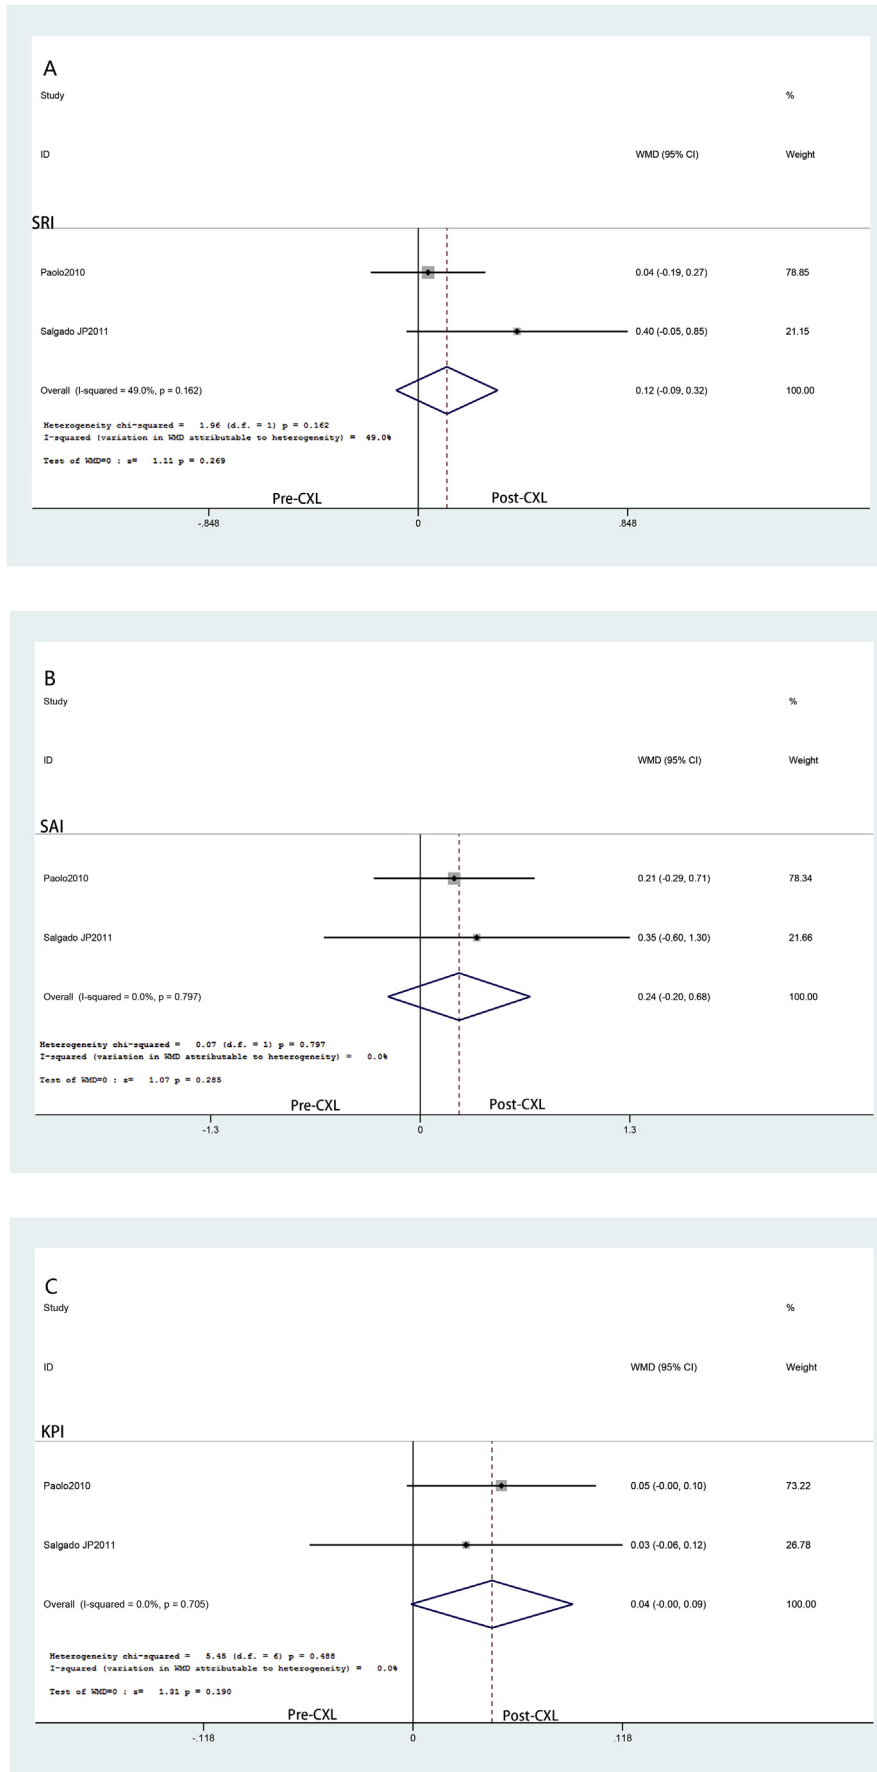 A
Study %
ID WMD (95% CI) Weight
SRI
Paolo2010 0.04 (-0.19, 0.27) 78.85
Salgado JP2011 0.40 (-0.05, 0.85) 21.15
Overall (I-squared = 49.0%, p = 0.162) 0.12 (-0.09, 0.32) 100.00
Heterogeneity chi-squared = 1.96 (d.f. = 1) p = 0.162
I-squared (variation in WMD attributable to heterogeneity) = 49.0%
Test of WMD=0 : z= 1.11 p = 0.269
Pre-CXL Post-CXL
-.848 0 .848
B
Study %
ID WMD (95% CI) Weight
SAI
Paolo2010 0.21 (-0.29, 0.71) 78.34
Salgado JP2011 0.35 (-0.60, 1.30) 21.66
Overall (I-squared = 0.0%, p = 0.797) 0.24 (-0.20, 0.68) 100.00
Heterogeneity chi-squared = 0.07 (d.f. = 1) p = 0.797
I-squared (variation in WMD attributable to heterogeneity) = 0.0%
Test of WMD=0 : z= 1.07 p = 0.285
Pre-CXL Post-CXL
-1.3 0 1.3
C
Study %
ID WMD (95% CI) Weight
KPI
Paolo2010 0.05 (-0.00, 0.10) 73.22
Salgado JP2011 0.03 (-0.06, 0.12) 26.78
Overall (I-squared = 0.0%, p = 0.705) 0.04 (-0.00, 0.09) 100.00
Heterogeneity chi-squared = 5.45 (d.f. = 6) p = 0.488
I-squared (variation in WMD attributable to heterogeneity) = 0.0%
Test of WMD=0 : z= 1.31 p = 0.190
Pre-CXL Post-CXL
-.118 0 .118